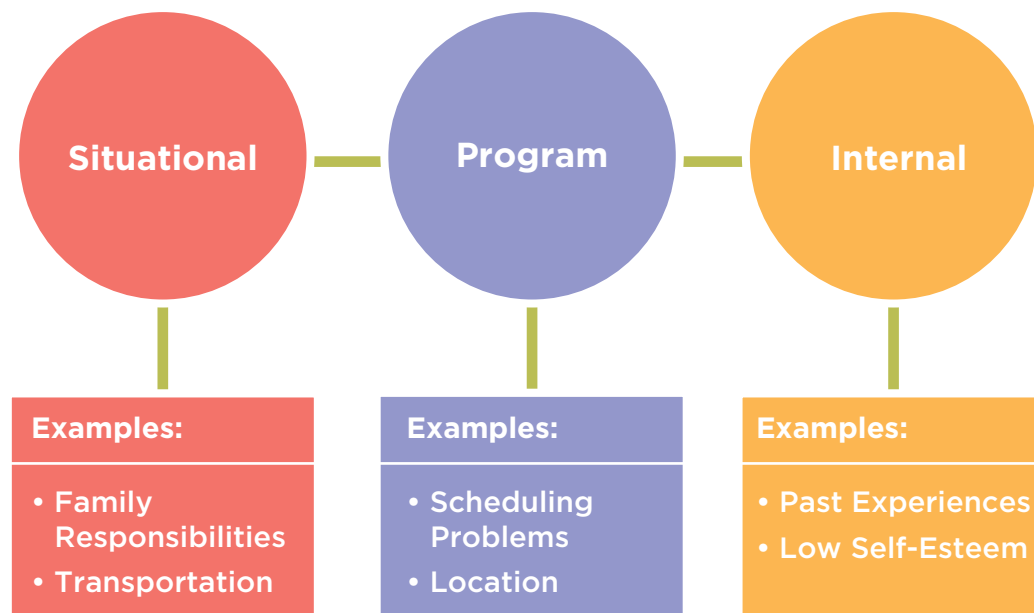 Situational
Program
Internal
Examples:
• Family
Responsibilities
• Transportation
Examples:
• Scheduling
Problems
• Location
Examples:
• Past Experiences
• Low Self-Esteem